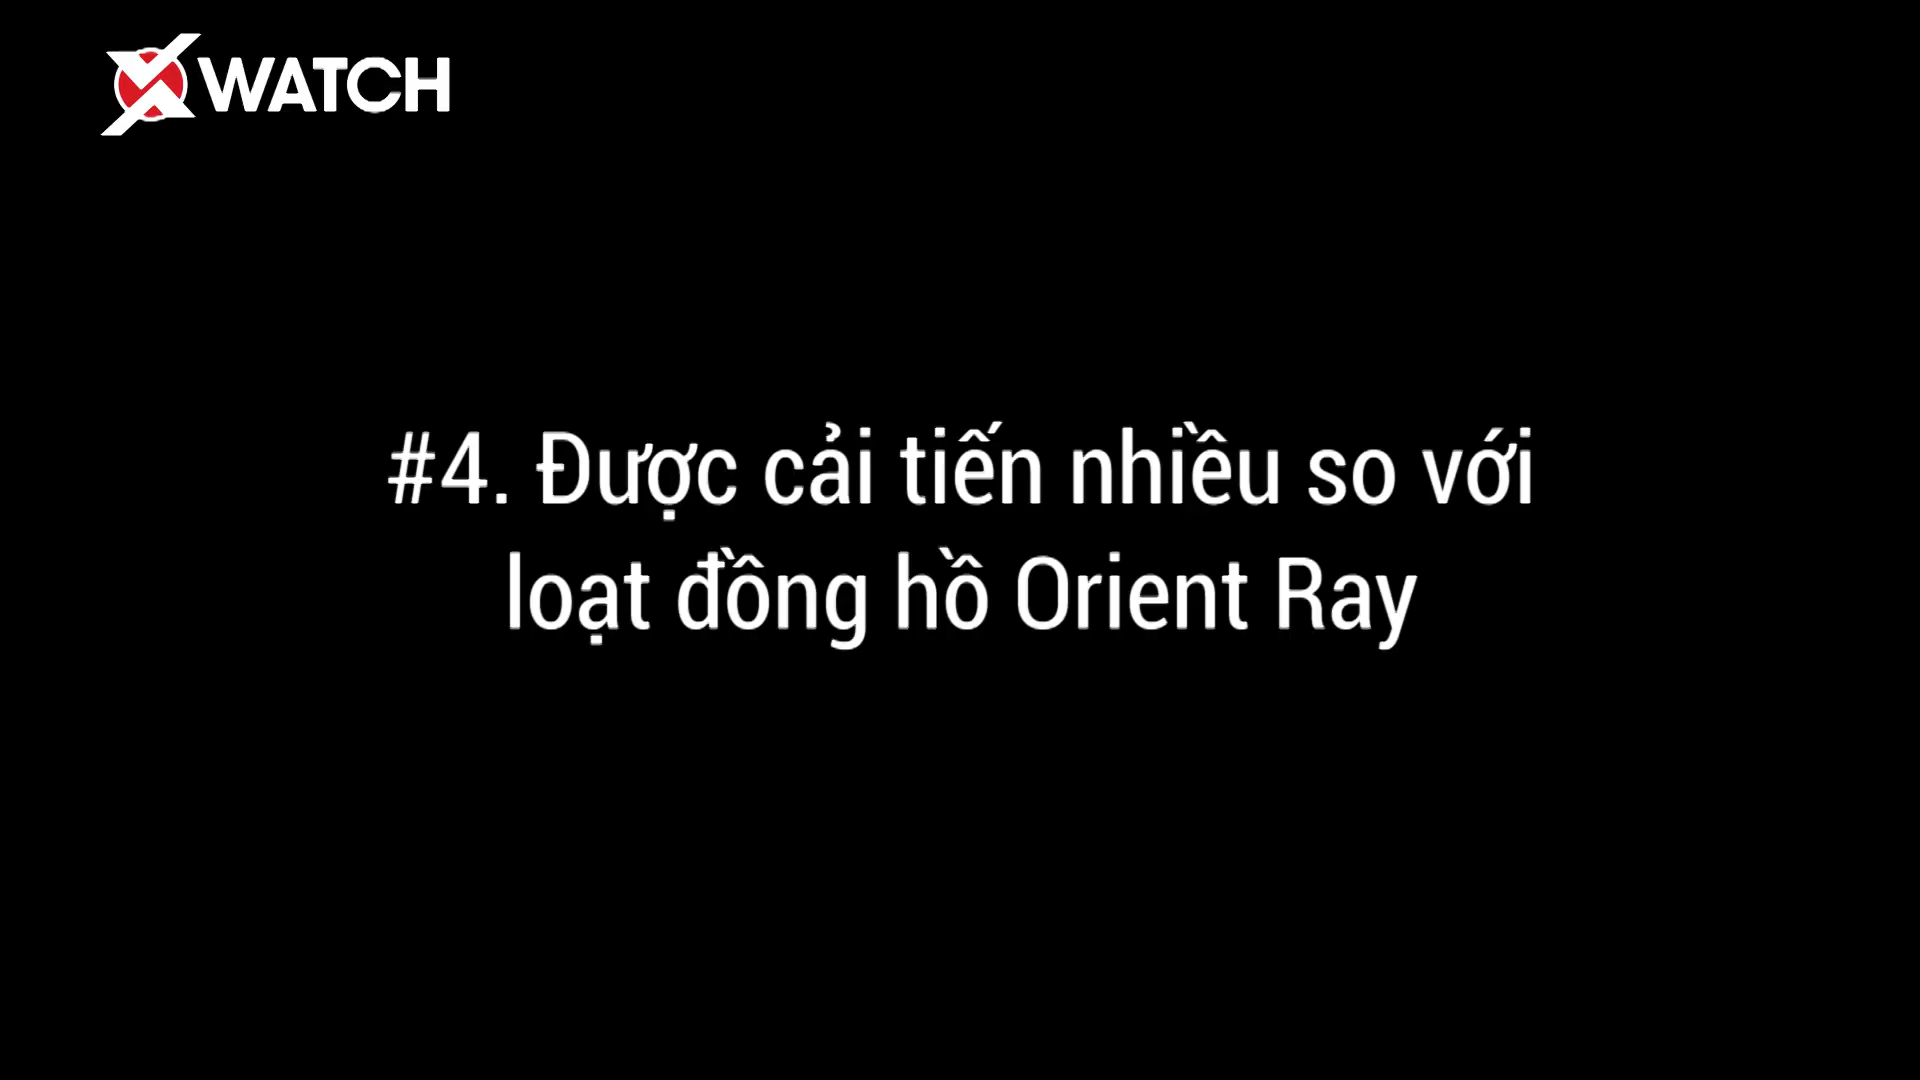 XWATCH
#4. Được cải tiến nhiều so với
loạt đồng hồ Orient Ray